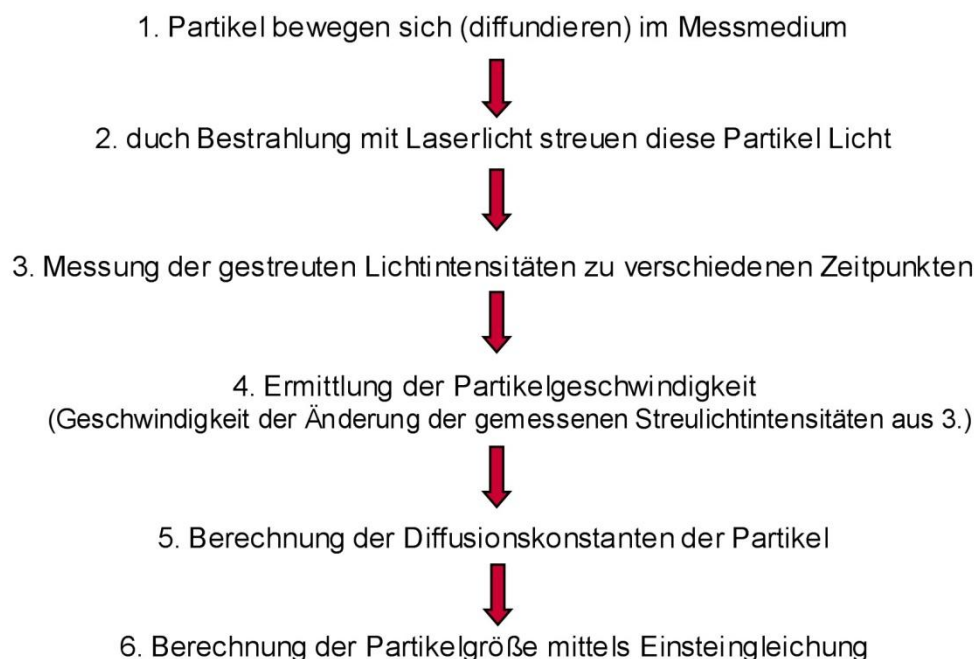 1. Partikel bewegen sich (diffundieren) im Messmedium
2. duch Bestrahlung mit Laserlicht streuen diese Partikel Licht
3. Messung der gestreuten Lichtintensitäten zu verschiedenen Zeitpunkten
4. Ermittlung der Partikelgeschwindigkeit
(Geschwindigkeit der Änderung der gemessenen Streulichtintensitäten aus 3.)
5. Berechnung der Diffusionskonstanten der Partikel
6. Berechnung der Partikelgröße mittels Einsteingleichung